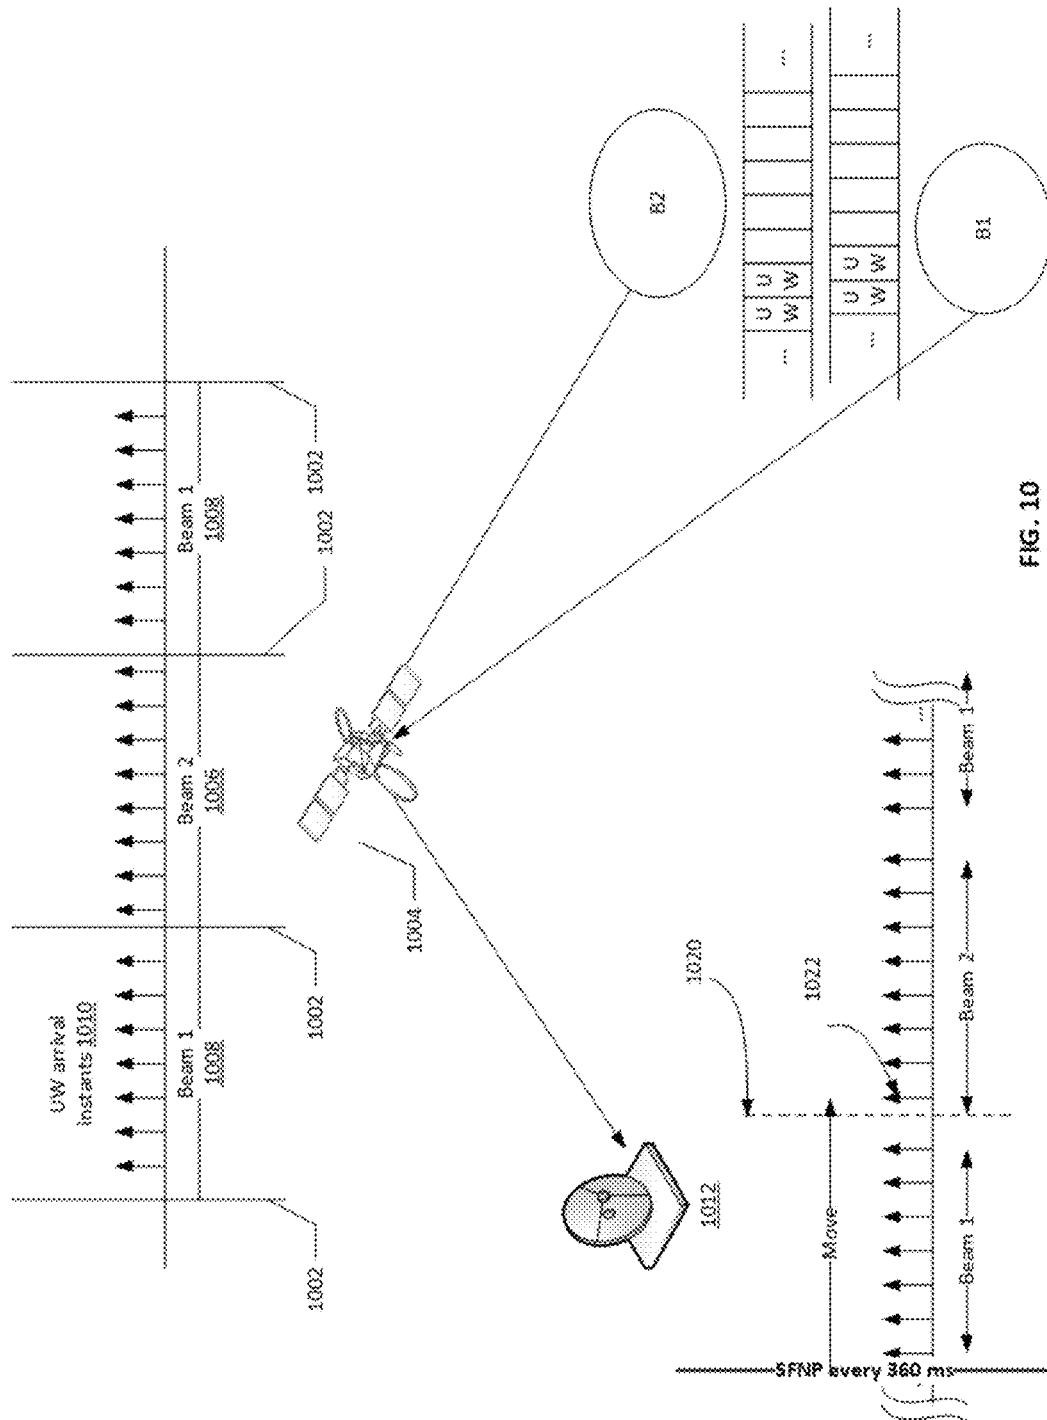 UW arrival
instants 1010
Beam 1
1008
Beam 2
1006
Beam 1
1008
1002
1002
1002
1002
1004
1012
B2
...
U
W
U
W
...
...
U
W
U
W
...
B1
1020
1022
Move
SFNP every 360 ms
...
Beam 1
Beam 2
Beam 1
FIG. 10